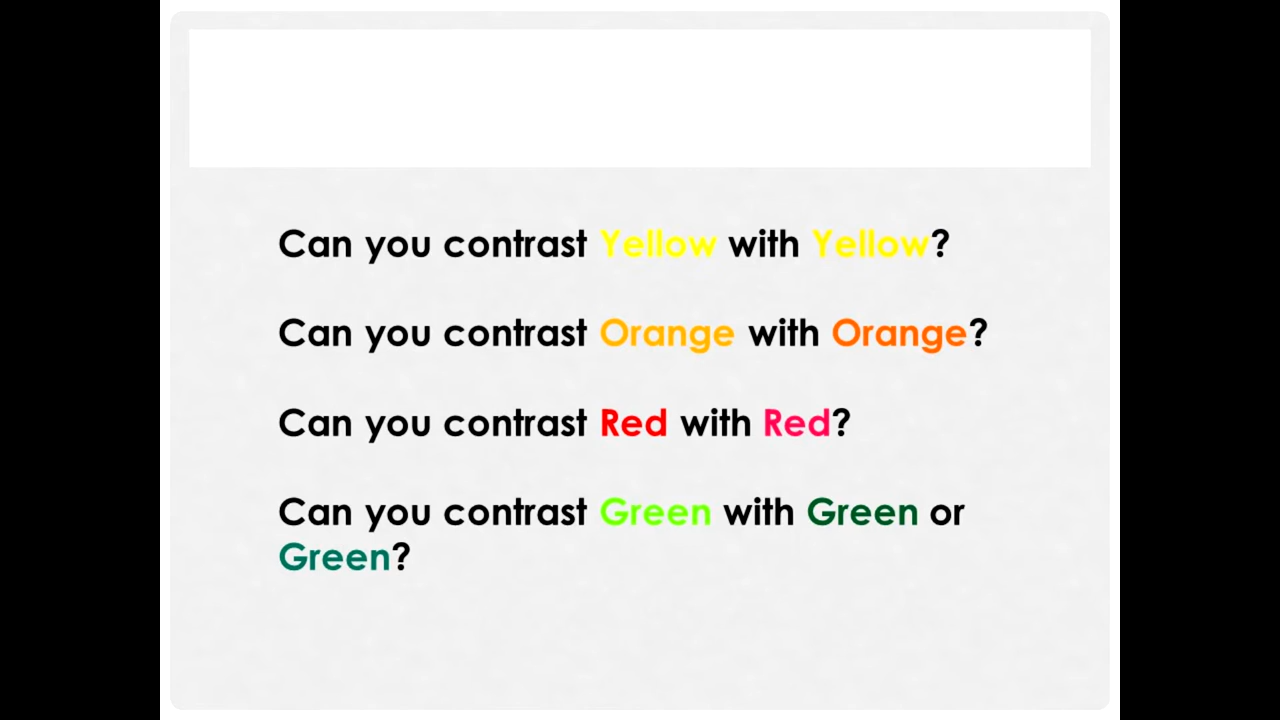 Can you contrast Yellow with Yellow?
Can you contrast Orange with Orange?
Can you contrast Red with Red?
Can you contrast Green with Green or
Green?